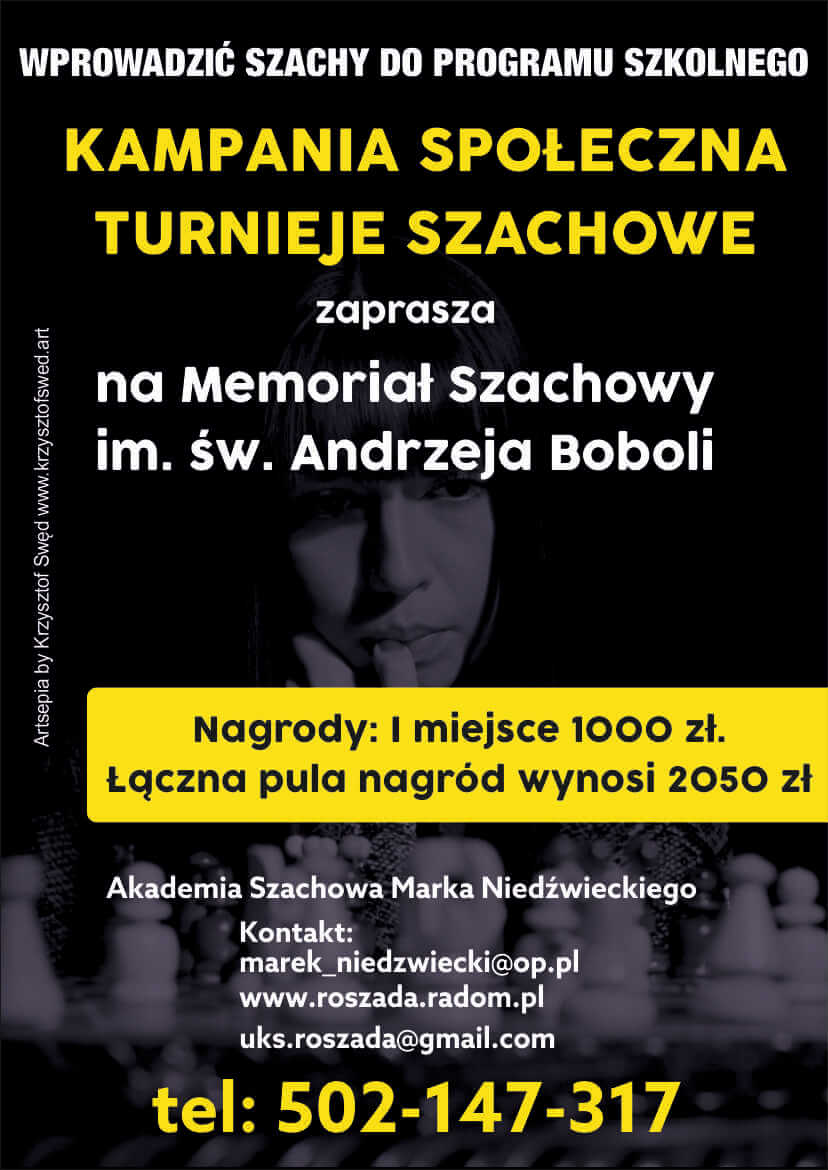 WPROWADZIĆ SZACHY DO PROGRAMU SZKOLNEGO
KAMPANIA SPOŁECZNA
TURNIEJE SZACHOWE
zaprasza
na Memoriał Szachowy
im. św. Andrzeja Boboli
Artsepia by Krzysztof Swęd www.krzysztofswed.art
Nagrody: I miejsce 1000 zł.
Łączna pula nagród wynosi 2050 zł
Akademia Szachowa Marka Niedźwieckiego
Kontakt:
marek_niedzwiecki@op.pl
www.roszada.radom.pl
uks.roszada@gmail.com
tel: 502-147-317